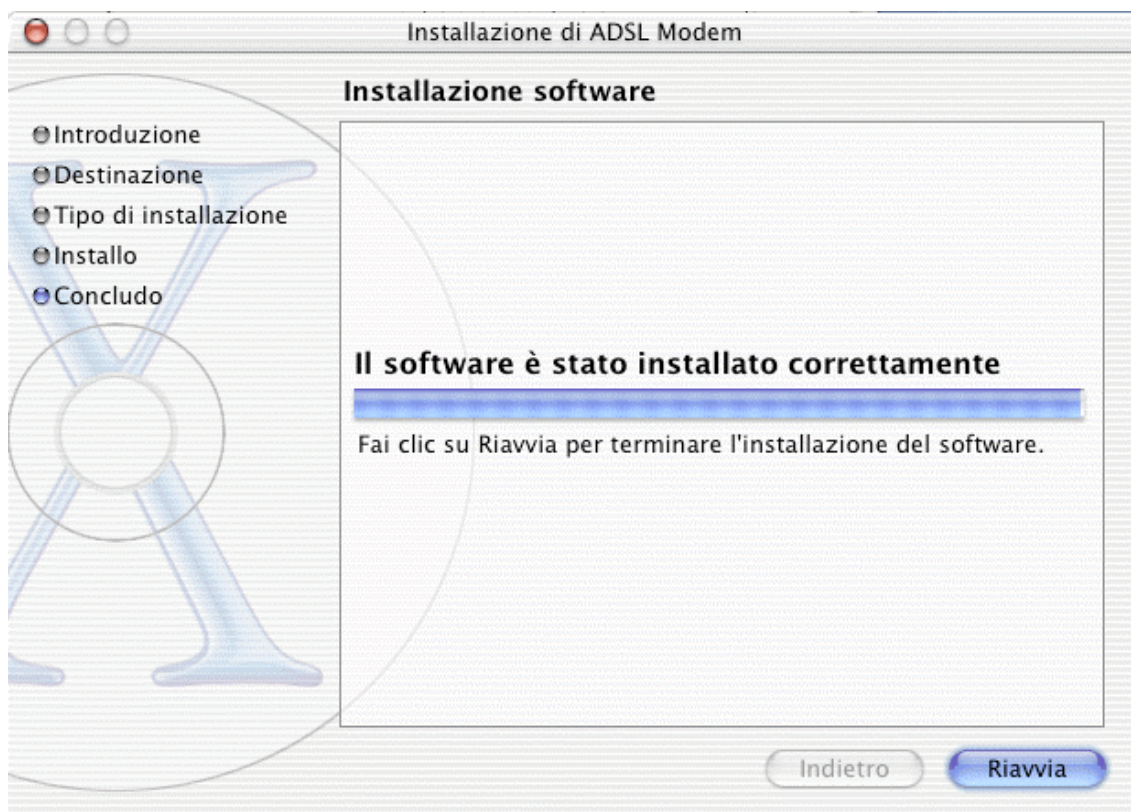 Installazione di ADSL Modem
Installazione software
Introduzione
Destinazione
Tipo di installazione
Installo
Concludo
Il software è stato installato correttamente
Fai clic su Riavvia per terminare l'installazione del software.
Indietro
Riavvia